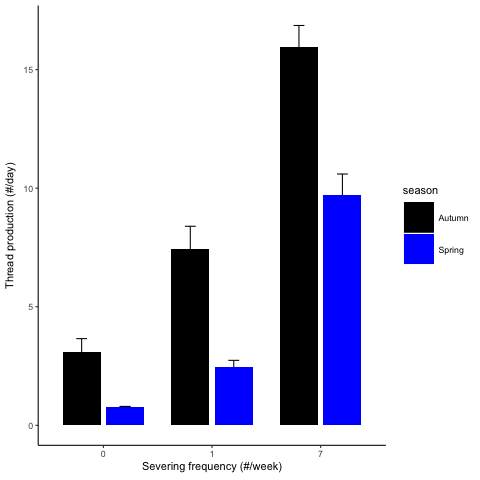 15
10
5
0
Thread production (#/day)
0 1 7
Severing frequency (#/week)
season
Autumn
Spring